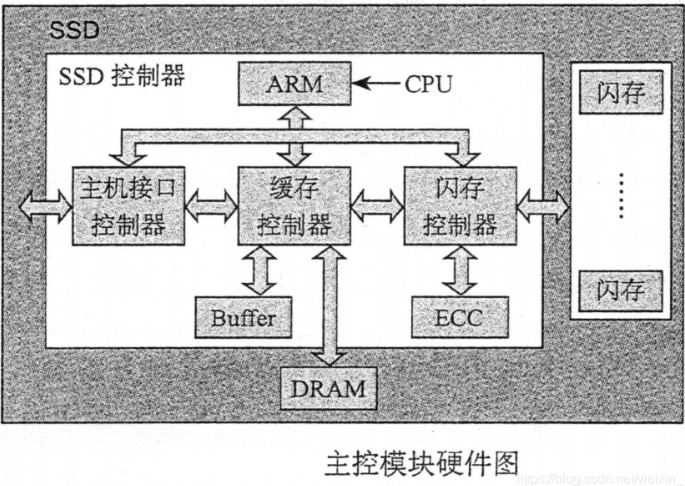 SSD
SSD 控制器
ARM
CPU
闪存
主机接口
控制器
缓存
控制器
闪存
控制器
......
Buffer
ECC
闪存
DRAM
主控模块硬件图
https://blog.csdn.net/weixin_